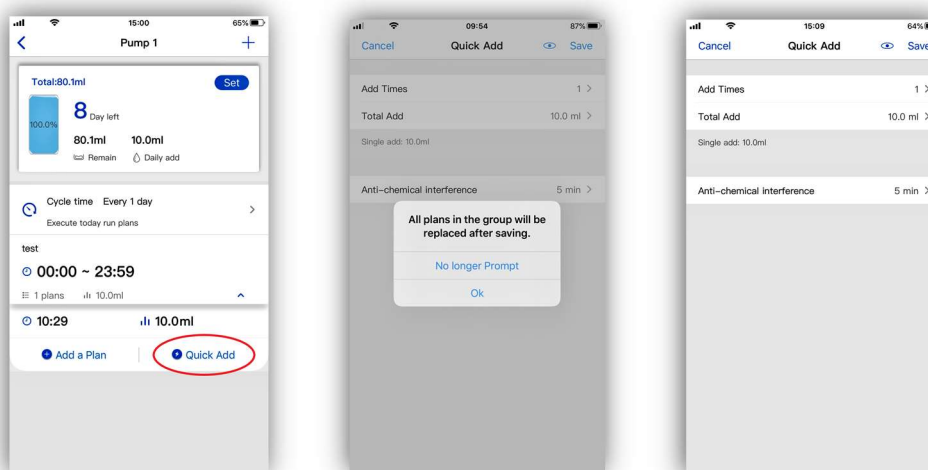 15:00 65%
Pump 1
Total:80.1ml Set
100.0%
8 Day left
80.1ml 10.0ml
Remain Daily add
Cycle time Every 1 day
Execute today run plans
test
00:00 ~ 23:59
1 plans 10.0ml
10:29 10.0ml
Add a Plan Quick Add
09:54 87%
Cancel Quick Add Save
Add Times 1
Total Add 10.0 ml
Single add: 10.0ml
Anti-chemical interference 5 min
All plans in the group will be
replaced after saving.
No longer Prompt
Ok
15:09 64%
Cancel Quick Add Save
Add Times 1
Total Add 10.0 ml
Single add: 10.0ml
Anti-chemical interference 5 min